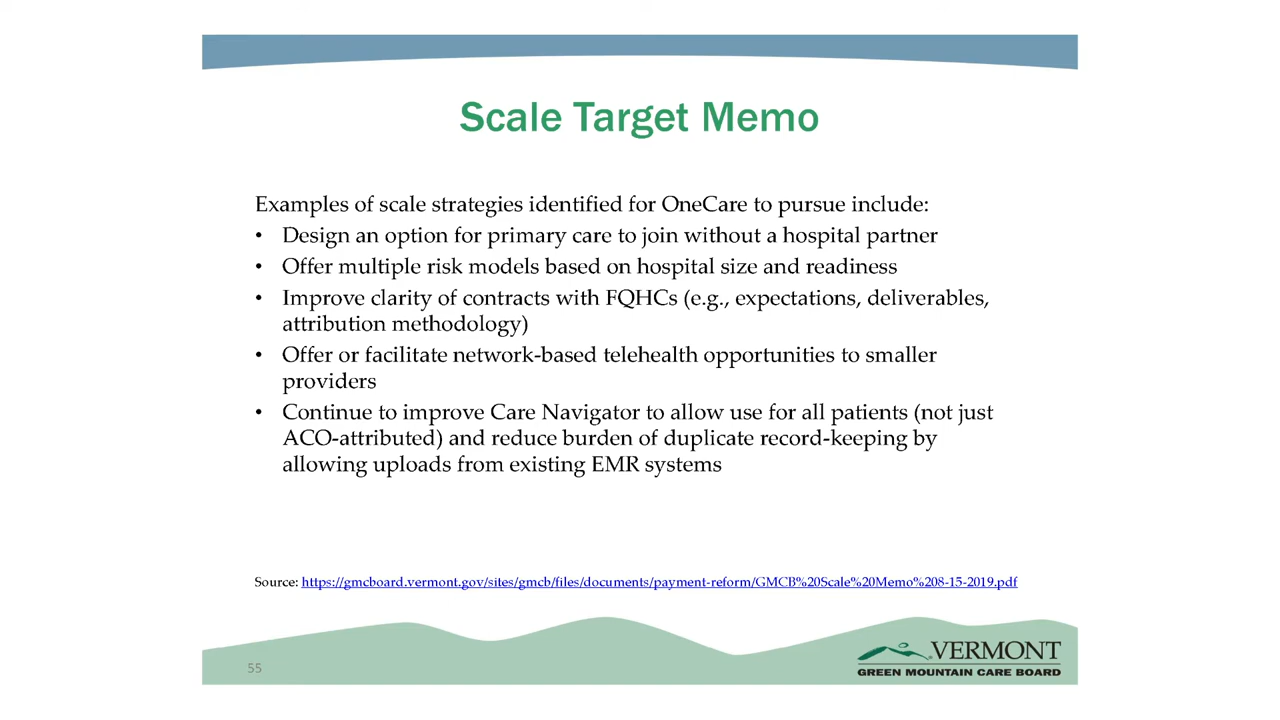 Scale Target Memo
Examples of scale strategies identified for OneCare to pursue include:
• Design an option for primary care to join without a hospital partner
• Offer multiple risk models based on hospital size and readiness
• Improve clarity of contracts with FQHCs (e.g., expectations, deliverables,
attribution methodology)
• Offer or facilitate network-based telehealth opportunities to smaller
providers
• Continue to improve Care Navigator to allow use for all patients (not just
ACO-attributed) and reduce burden of duplicate record-keeping by
allowing uploads from existing EMR systems
Source: https://gmcboard.vermont.gov/sites/gmcb/files/documents/payment-reform/GMCB%20Scale%20Memo%208-15-2019.pdf
55
VERMONT
GREEN MOUNTAIN CARE BOARD